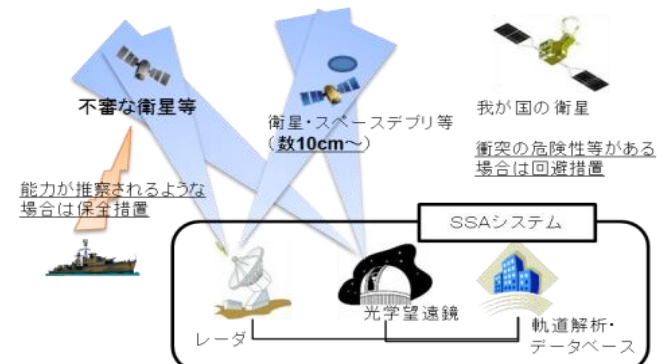 不審な衛星等
衛星・スペースデブリ等
（数10cm～）
我が国の衛星
衝突の危険性等がある
場合は回避措置
能力が推察されるような
場合は保全措置
SSAシステム
レーダ
光学望遠鏡
軌道解析・
データベース